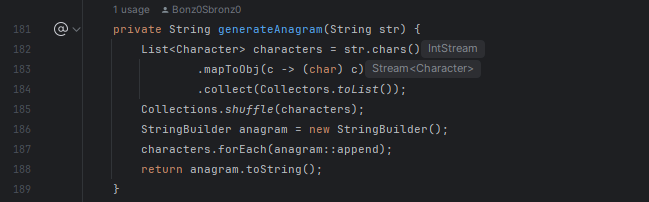 1 usage Bonz0Sbronz0
181 @ private String generateAnagram(String str) {
182 List<Character> characters = str.chars() IntStream
183 .mapToObj(c -> (char) c) Stream<Character>
184 .collect(Collectors.toList());
185 Collections.shuffle(characters);
186 StringBuilder anagram = new StringBuilder();
187 characters.forEach(anagram::append);
188 return anagram.toString();
189 }